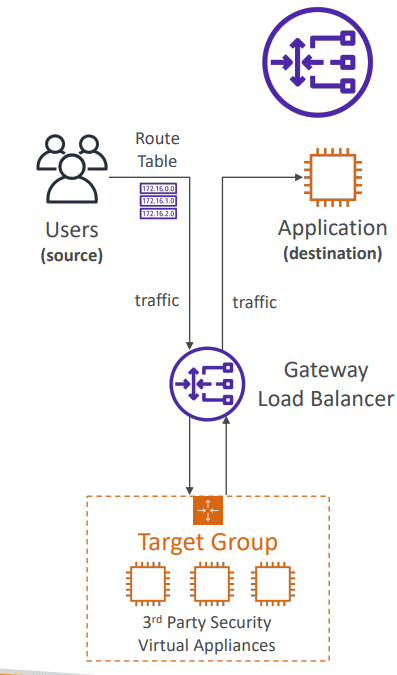 Route
Table
172.16.0.0
172.16.1.0
172.16.2.0
Users
(source)
Application
(destination)
traffic
traffic
Gateway
Load Balancer
Target Group
3rd Party Security
Virtual Appliances